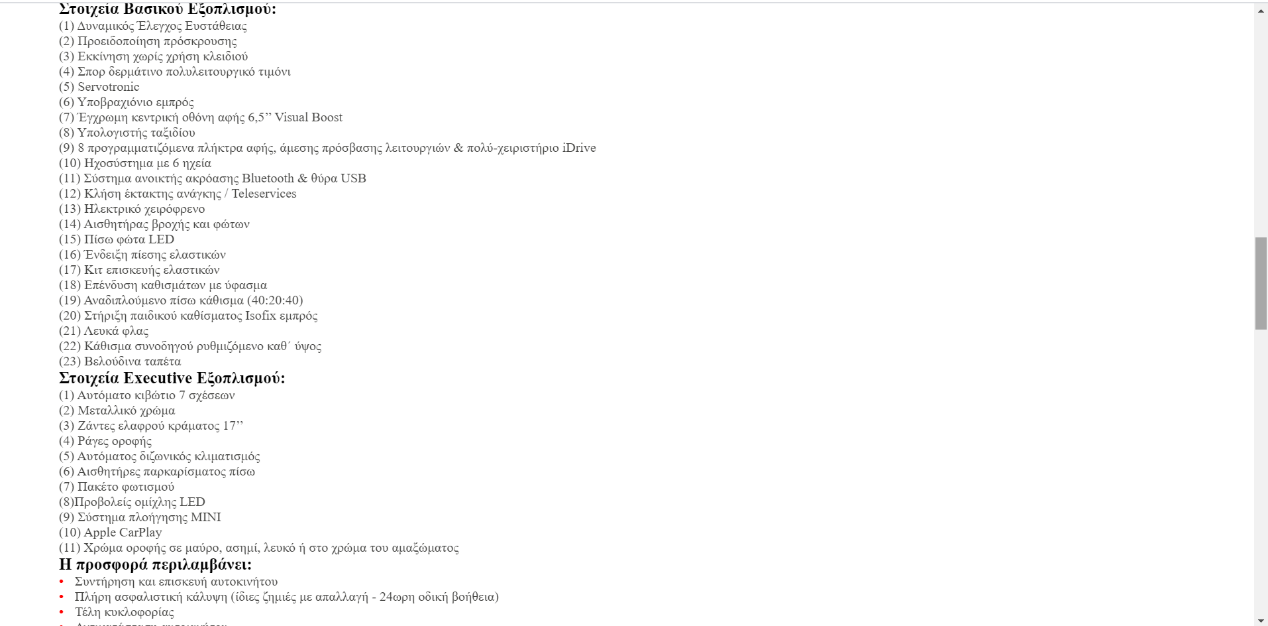 Στοιχεία Βασικού Εξοπλισμού:
(1) Δυναμικός Έλεγχος Ευστάθειας
(2) Προειδοποίηση πρόσκρουσης
(3) Εκκίνηση χωρίς χρήση κλειδιού
(4) Σπορ δερμάτινο πολυλειτουργικό τιμόνι
(5) Servotronic
(6) Υποβραχιόνιο εμπρός
(7) Έγχρωμη κεντρική οθόνη αφής 6,5’’ Visual Boost
(8) Υπολογιστής ταξιδίου
(9) 8 προγραμματιζόμενα πλήκτρα αφής, άμεσης πρόσβασης λειτουργιών & πολύ-χειριστήριο iDrive
(10) Ηχοσύστημα με 6 ηχεία
(11) Σύστημα ανοικτής ακρόασης Bluetooth & θύρα USB
(12) Κλήση έκτακτης ανάγκης / Teleservices
(13) Ηλεκτρικό χειρόφρενο
(14) Αισθητήρας βροχής και φώτων
(15) Πίσω φώτα LED
(16) Ένδειξη πίεσης ελαστικών
(17) Κιτ επισκευής ελαστικών
(18) Επένδυση καθισμάτων με ύφασμα
(19) Αναδιπλούμενο πίσω κάθισμα (40:20:40)
(20) Στήριξη παιδικού καθίσματος Isofix εμπρός
(21) Λευκά φλας
(22) Κάθισμα συνοδηγού ρυθμιζόμενο καθ΄ ύψος
(23) Βελούδινα ταπέτα
Στοιχεία Executive Εξοπλισμού:
(1) Αυτόματο κιβώτιο 7 σχέσεων
(2) Μεταλλικό χρώμα
(3) Ζάντες ελαφρού κράματος 17’’
(4) Ράγες οροφής
(5) Αυτόματος διζωνικός κλιματισμός
(6) Αισθητήρες παρκαρίσματος πίσω
(7) Πακέτο φωτισμού
(8)Προβολείς ομίχλης LED
(9) Σύστημα πλοήγησης MINI
(10) Apple CarPlay
(11) Χρώμα οροφής σε μαύρο, ασημί, λευκό ή στο χρώμα του αμαξώματος
Η προσφορά περιλαμβάνει:
• Συντήρηση και επισκευή αυτοκινήτου
• Πλήρη ασφαλιστική κάλυψη (ίδιες ζημιές με απαλλαγή - 24ωρη οδική βοήθεια)
• Τέλη κυκλοφορίας